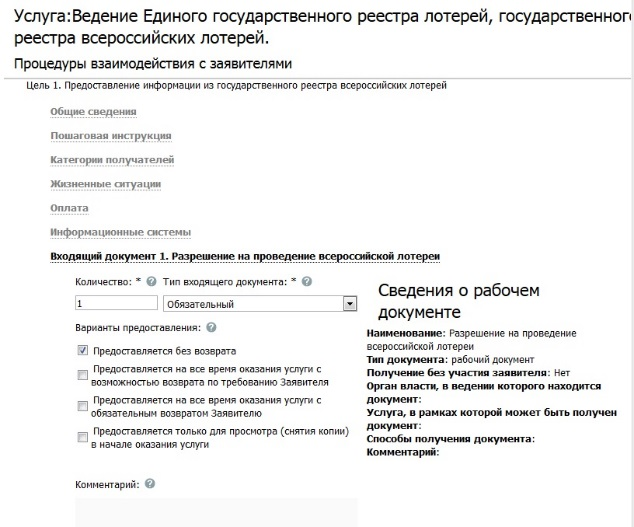 Услуга:Ведение Единого государственного реестра лотерей, государственного
реестра всероссийских лотерей.
Процедуры взаимодействия с заявителями
Цель 1. Предоставление информации из государственного реестра всероссийских лотерей
Общие сведения
Пошаговая инструкция
Категории получателей
Жизненные ситуации
Оплата
Информационные системы
Входящий документ 1. Разрешение на проведение всероссийской лотереи
Количество: * ? Тип входящего документа: * ?
1 Обязательный
Варианты предоставления: ?
Предоставляется без возврата
Предоставляется на все время оказания услуги с
возможностью возврата по требованию Заявителя
Предоставляется на все время оказания услуги с
обязательным возвратом Заявителю
Предоставляется только для просмотра (снятия копии)
в начале оказания услуги
Комментарий: ?
Сведения о рабочем
документе
Наименование: Разрешение на проведение
всероссийской лотереи
Тип документа: рабочий документ
Получение без участия заявителя: Нет
Орган власти, в ведении которого находится
документ:
Услуга, в рамках которой может быть получен
документ:
Способы получения документа:
Комментарий: